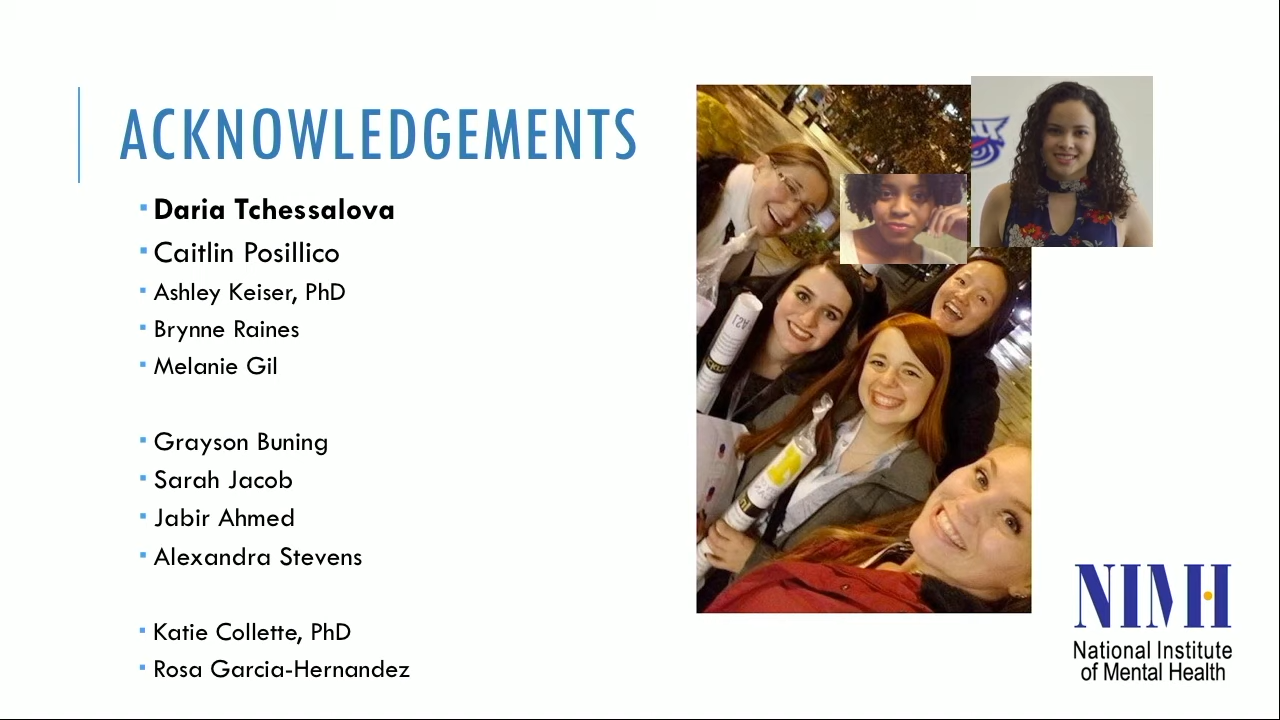 ACKNOWLEDGEMENTS
Daria Tchessalova
Caitlin Posillico
Ashley Keiser, PhD
Brynne Raines
Melanie Gil
Grayson Buning
Sarah Jacob
Jabir Ahmed
Alexandra Stevens
Katie Collette, PhD
Rosa Garcia-Hernandez
NIMH
National Institute
of Mental Health